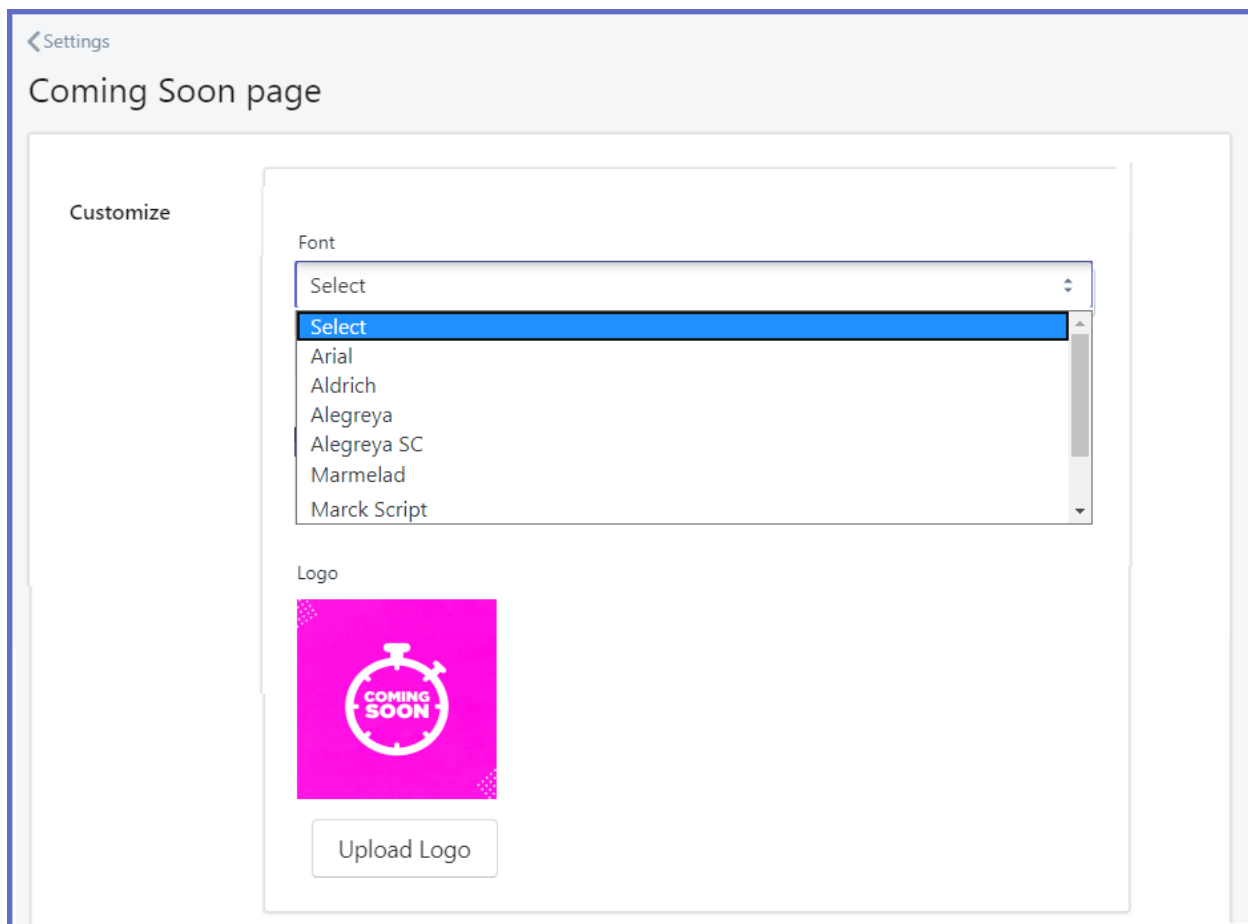 Settings
Coming Soon page
Customize
Font
Select
Select
Arial
Aldrich
Alegreya
Alegreya SC
Marmelad
Marck Script
Logo
COMING
SOON
Upload Logo